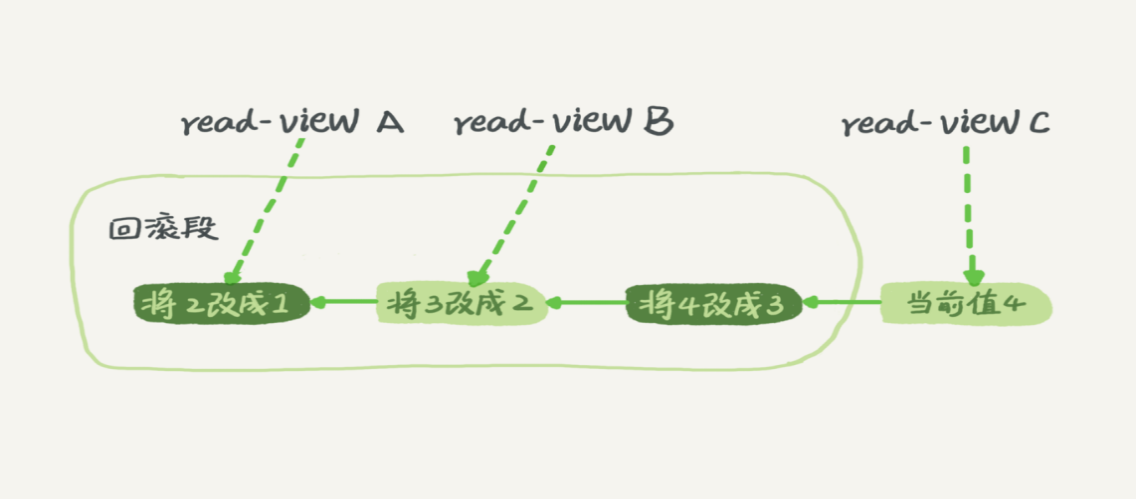 read-view A
read-view B
read-view C
回滚段
将2改成1
将3改成2
将4改成3
当前值4